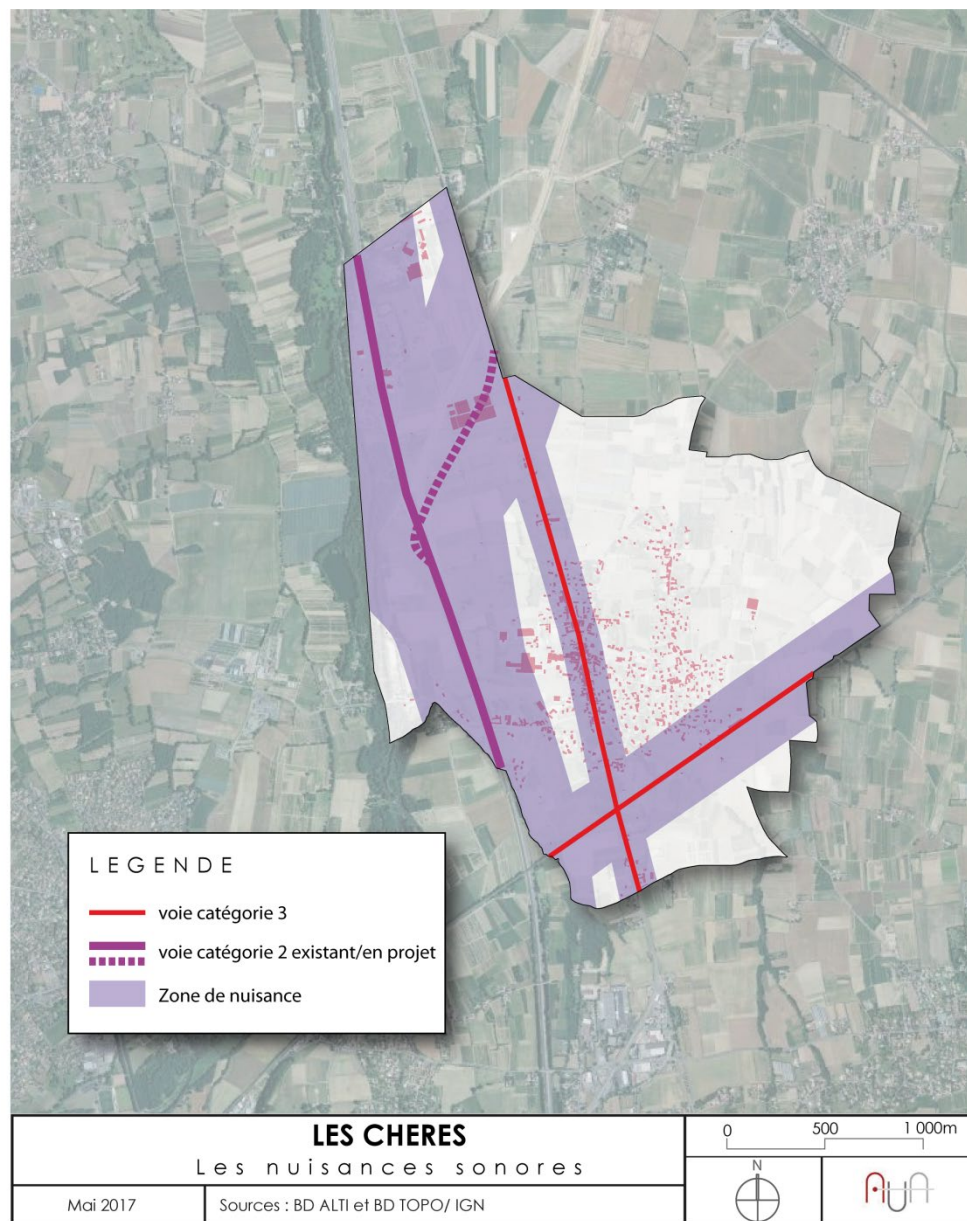 LEGENDE
voie catégorie 3
voie catégorie 2 existant/en projet
Zone de nuisance
LES CHERES
Les nuisances sonores
Mai 2017
Sources : BD ALTI et BD TOPO/ IGN
0 500 1 000m
N
AUA